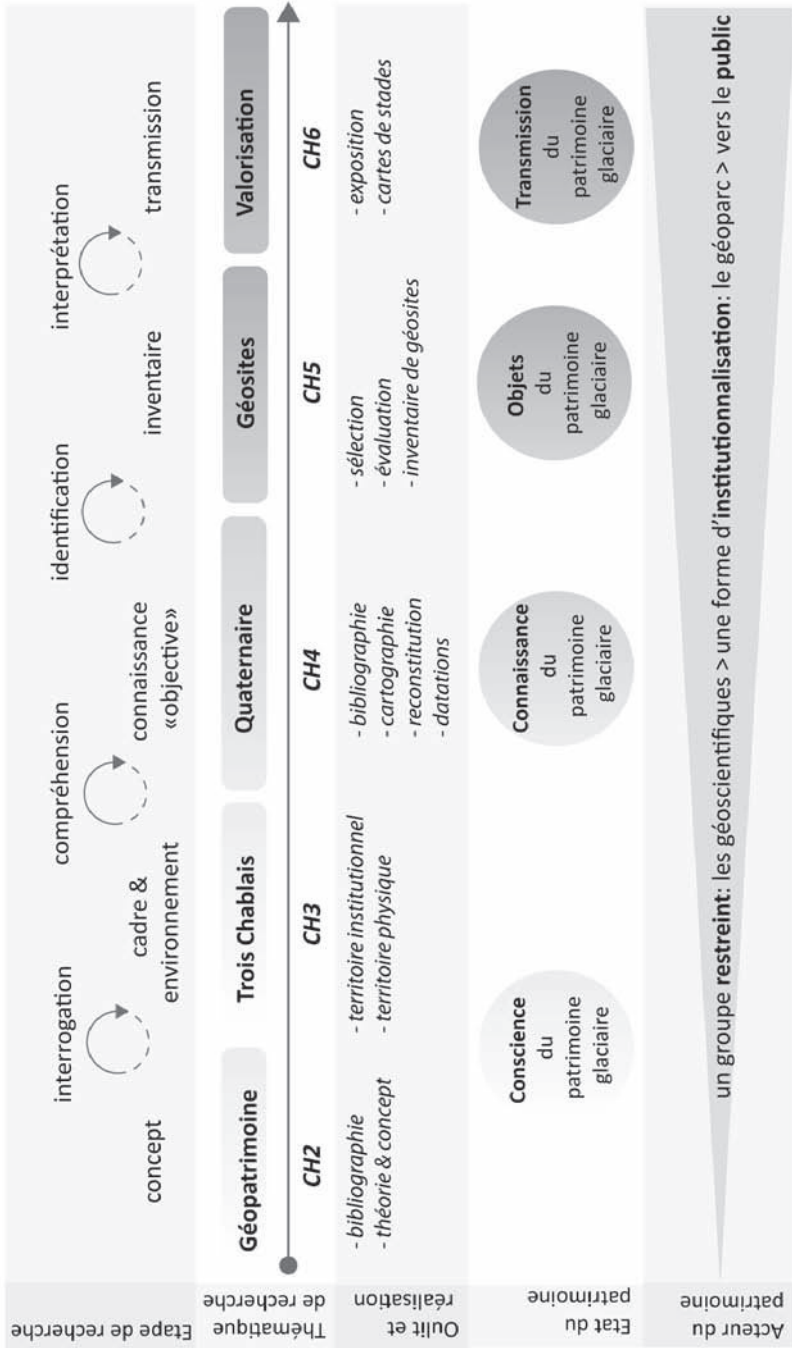 Etape de recherche
interrogation
compréhension
identification
interprétation
concept
cadre &
environnement
connaissance
«objective»
inventaire
transmission
Thématique
de recherche
Géopatrimoine
Trois Chablais
Quaternaire
Géosites
Valorisation
CH2
CH3
CH4
CH5
CH6
Oulit et
réalisation
- bibliographie
- théorie & concept
- territoire institutionnel
- territoire physique
- bibliographie
- cartographie
- reconstitution
- datations
- sélection
- évaluation
- inventaire de géosites
- exposition
- cartes de stades
Etat du
patrimoine
Conscience
du
patrimoine
glaciaire
Connaissance
du
patrimoine
glaciaire
Objets
du
patrimoine
glaciaire
Transmission
du
patrimoine
glaciaire
Acteur du
patrimoine
un groupe restreint: les géoscientifiques > une forme d'institutionnalisation: le géoparc > vers le public